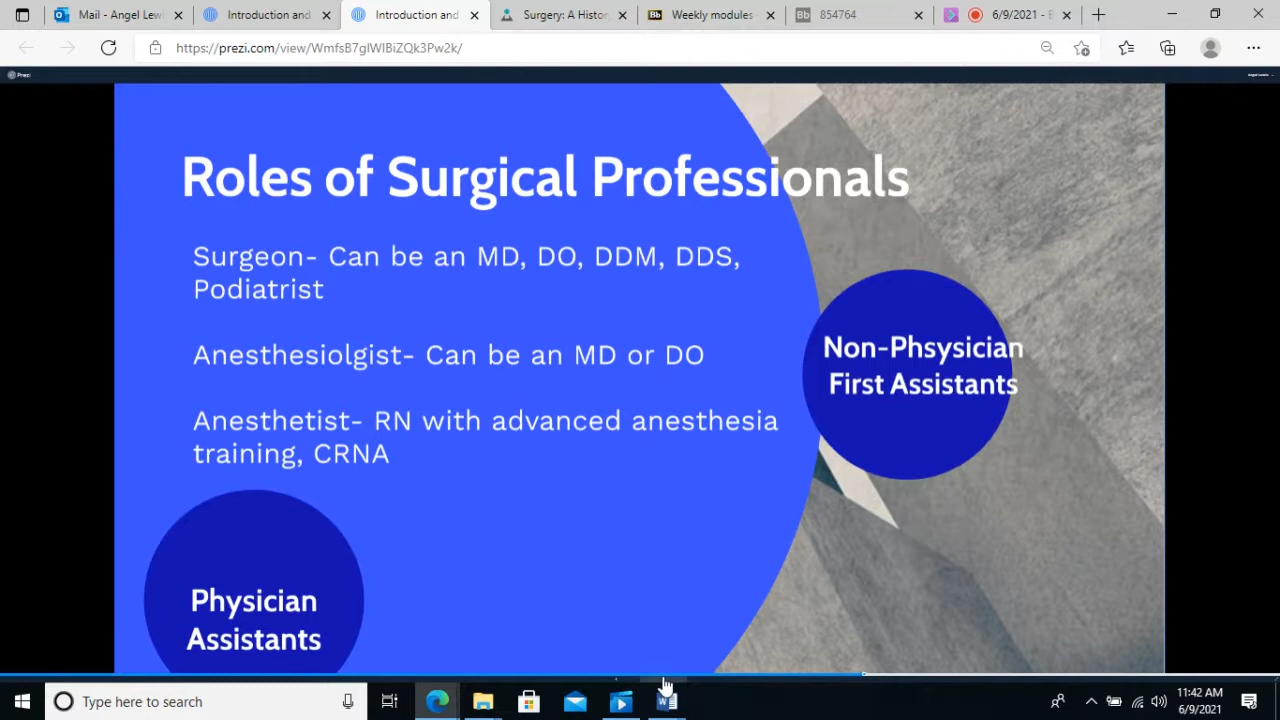 Mail - Angel Lewi
Introduction and
Introduction and
Surgery: A Histor
Weekly modules
854764
6/9/2021 - E
https://prezi.com/view/WmfsB7gIWlBiZQk3Pw2k/
Prezi
Roles of Surgical Professionals
Surgeon- Can be an MD, DO, DDM, DDS,
Podiatrist
Anesthesiolgist- Can be an MD or DO
Anesthetist- RN with advanced anesthesia
training, CRNA
Non-Phsysician
First Assistants
Physician
Assistants
Type here to search
11:42 AM
6/9/2021